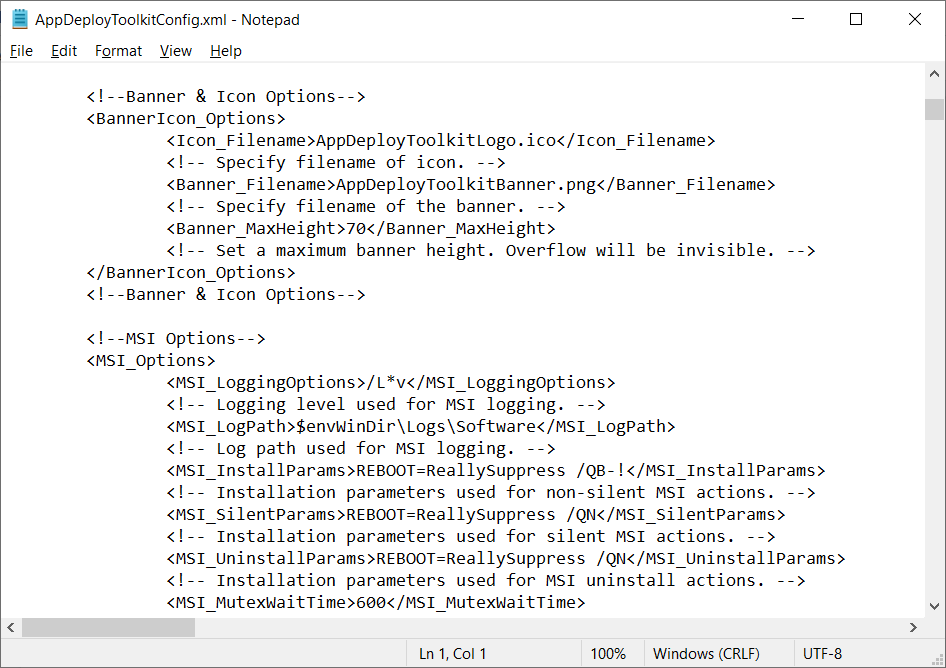 AppDeployToolkitConfig.xml - Notepad
File Edit Format View Help
<!--Banner & Icon Options-->
<BannerIcon_Options>
<Icon_Filename>AppDeployToolkitLogo.ico</Icon_Filename>
<!-- Specify filename of icon. -->
<Banner_Filename>AppDeployToolkitBanner.png</Banner_Filename>
<!-- Specify filename of the banner. -->
<Banner_MaxHeight>70</Banner_MaxHeight>
<!-- Set a maximum banner height. Overflow will be invisible. -->
</BannerIcon_Options>
<!--Banner & Icon Options-->
<!--MSI Options-->
<MSI_Options>
<MSI_LoggingOptions>/L*v</MSI_LoggingOptions>
<!-- Logging level used for MSI logging. -->
<MSI_LogPath>$envWinDir\Logs\Software</MSI_LogPath>
<!-- Log path used for MSI logging. -->
<MSI_InstallParams>REBOOT=ReallySuppress /QB-!</MSI_InstallParams>
<!-- Installation parameters used for non-silent MSI actions. -->
<MSI_SilentParams>REBOOT=ReallySuppress /QN</MSI_SilentParams>
<!-- Installation parameters used for silent MSI actions. -->
<MSI_UninstallParams>REBOOT=ReallySuppress /QN</MSI_UninstallParams>
<!-- Installation parameters used for MSI uninstall actions. -->
<MSI_MutexWaitTime>600</MSI_MutexWaitTime>
Ln 1, Col 1 100% Windows (CRLF) UTF-8